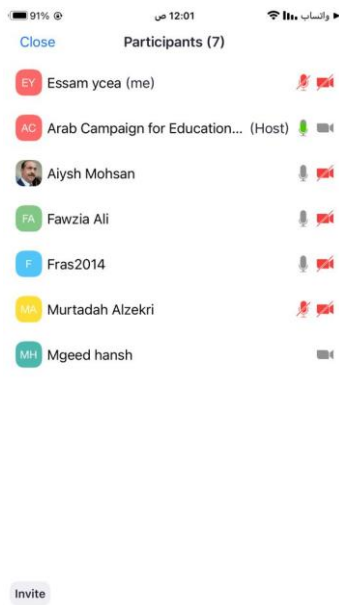 91% 12:01 ص واتساب
Close Participants (7)
EY Essam ycea (me)
AC Arab Campaign for Education... (Host)
Aiysh Mohsan
FA Fawzia Ali
F Fras2014
MA Murtadah Alzekri
MH Mgeed hansh
Invite